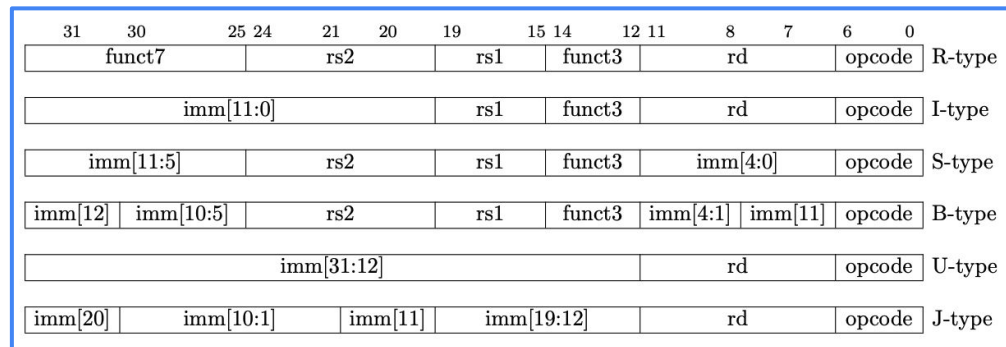 31 30 25 24 21 20 19 15 14 12 11 8 7 6 0
funct7 rs2 rs1 funct3 rd opcode R-type
imm[11:0] rs1 funct3 rd opcode I-type
imm[11:5] rs2 rs1 funct3 imm[4:0] opcode S-type
imm[12] imm[10:5] rs2 rs1 funct3 imm[4:1] imm[11] opcode B-type
imm[31:12] rd opcode U-type
imm[20] imm[10:1] imm[11] imm[19:12] rd opcode J-type